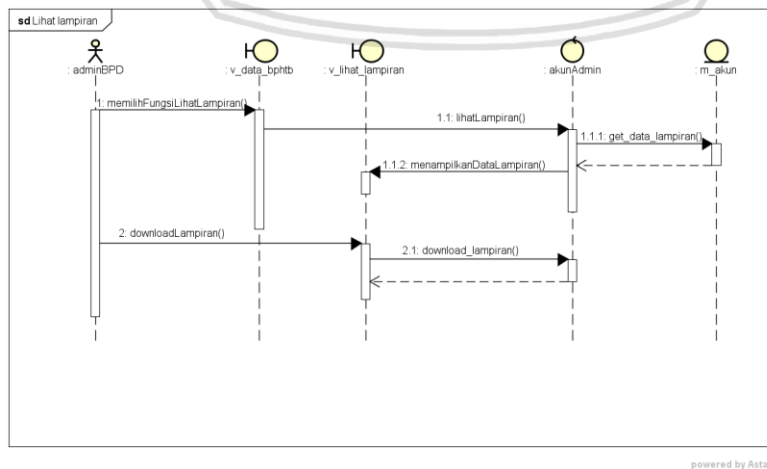 sd Lihat lampiran
: adminBPD
: v_data_bphtb
: v_lihat_lampiran
: akunAdmin
: m_akun
1: memilihFungsiLihatLampiran()
1.1: lihatLampiran()
1.1.1: get_data_lampiran()
1.1.2: menampilkanDataLampiran()
2: downloadLampiran()
2.1: download_lampiran()
powered by Asta